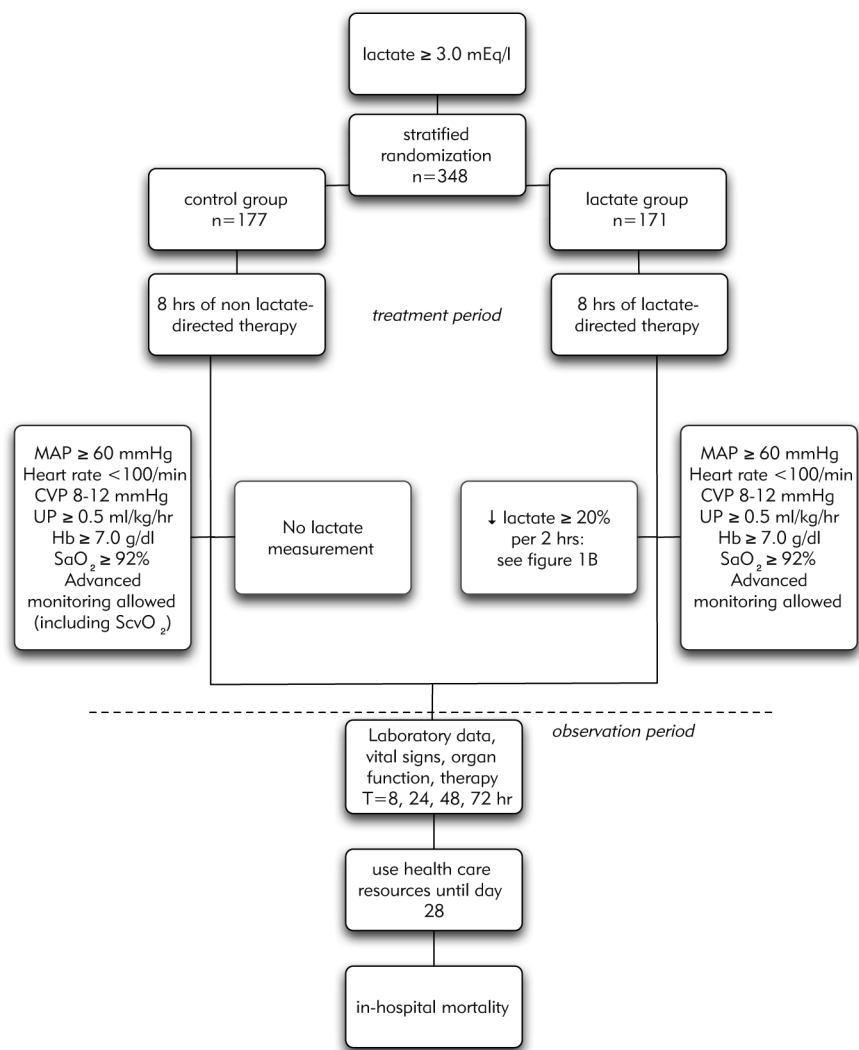 lactate ≥ 3.0 mEq/l
stratified
randomization
n=348
control group
n=177
lactate group
n=171
8 hrs of non lactate-
directed therapy
treatment period
8 hrs of lactate-
directed therapy
MAP ≥ 60 mmHg
Heart rate <100/min
CVP 8-12 mmHg
UP ≥ 0.5 ml/kg/hr
Hb ≥ 7.0 g/dl
SaO₂ ≥ 92%
Advanced
monitoring allowed
(including ScvO₂)
No lactate
measurement
↓ lactate ≥ 20%
per 2 hrs:
see figure 1B
MAP ≥ 60 mmHg
Heart rate <100/min
CVP 8-12 mmHg
UP ≥ 0.5 ml/kg/hr
Hb ≥ 7.0 g/dl
SaO₂ ≥ 92%
Advanced
monitoring allowed
observation period
Laboratory data,
vital signs, organ
function, therapy
T=8, 24, 48, 72 hr
use health care
resources until day
28
in-hospital mortality